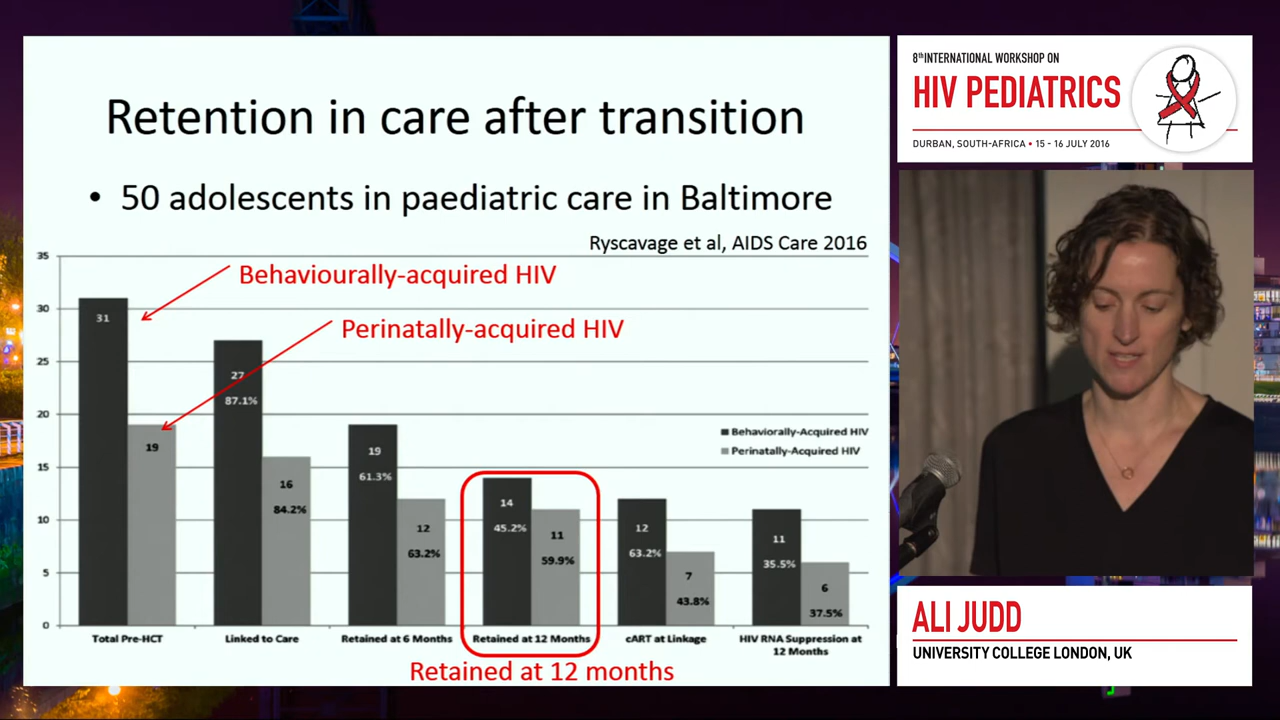 Retention in care after transition
• 50 adolescents in paediatric care in Baltimore
Ryscavage et al, AIDS Care 2016
35
30
25
20
15
10
5
0
Behaviourally-acquired HIV
Perinatally-acquired HIV
31
19
27
87.1%
16
84.2%
19
61.3%
12
63.2%
14
45.2%
11
59.9%
12
63.2%
7
43.8%
11
35.5%
6
37.5%
Behaviorally-Acquired HIV
Perinatally-Acquired HIV
Total Pre-HCT
Linked to Care
Retained at 6 Months
Retained at 12 Months
cART at Linkage
HIV RNA Suppression at
12 Months
Retained at 12 months
8th INTERNATIONAL WORKSHOP ON
HIV PEDIATRICS
DURBAN, SOUTH-AFRICA • 15 - 16 JULY 2016
ALI JUDD
UNIVERSITY COLLEGE LONDON, UK